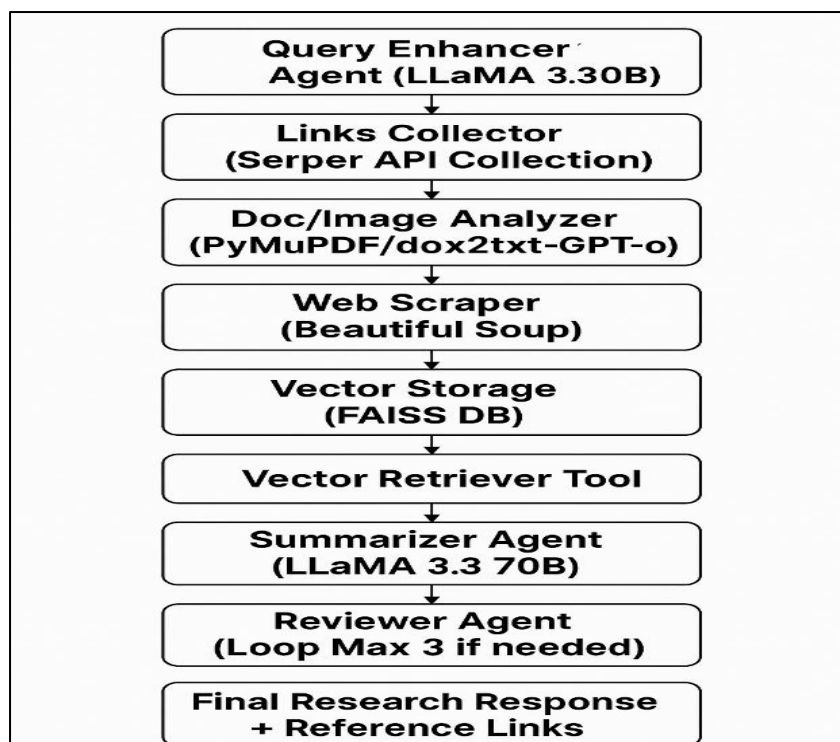 Query Enhancer
Agent (LLaMA 3.30B)
Links Collector
(Serper API Collection)
Doc/Image Analyzer
(PyMuPDF/dox2txt-GPT-o)
Web Scraper
(Beautiful Soup)
Vector Storage
(FAISS DB)
Vector Retriever Tool
Summarizer Agent
(LLaMA 3.3 70B)
Reviewer Agent
(Loop Max 3 if needed)
Final Research Response
+ Reference Links